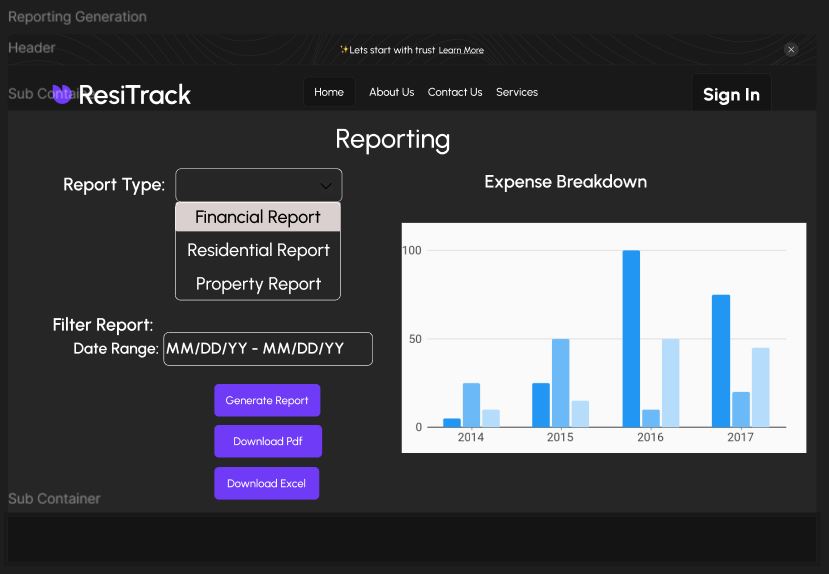 Reporting Generation
Header
✨Lets start with trust Learn More
Sub Container
ResiTrack
Home About Us Contact Us Services
Sign In
Reporting
Report Type:
Financial Report
Residential Report
Property Report
Filter Report:
Date Range: MM/DD/YY - MM/DD/YY
Generate Report
Download Pdf
Download Excel
Expense Breakdown
100
50
0
2014 2015 2016 2017
Sub Container